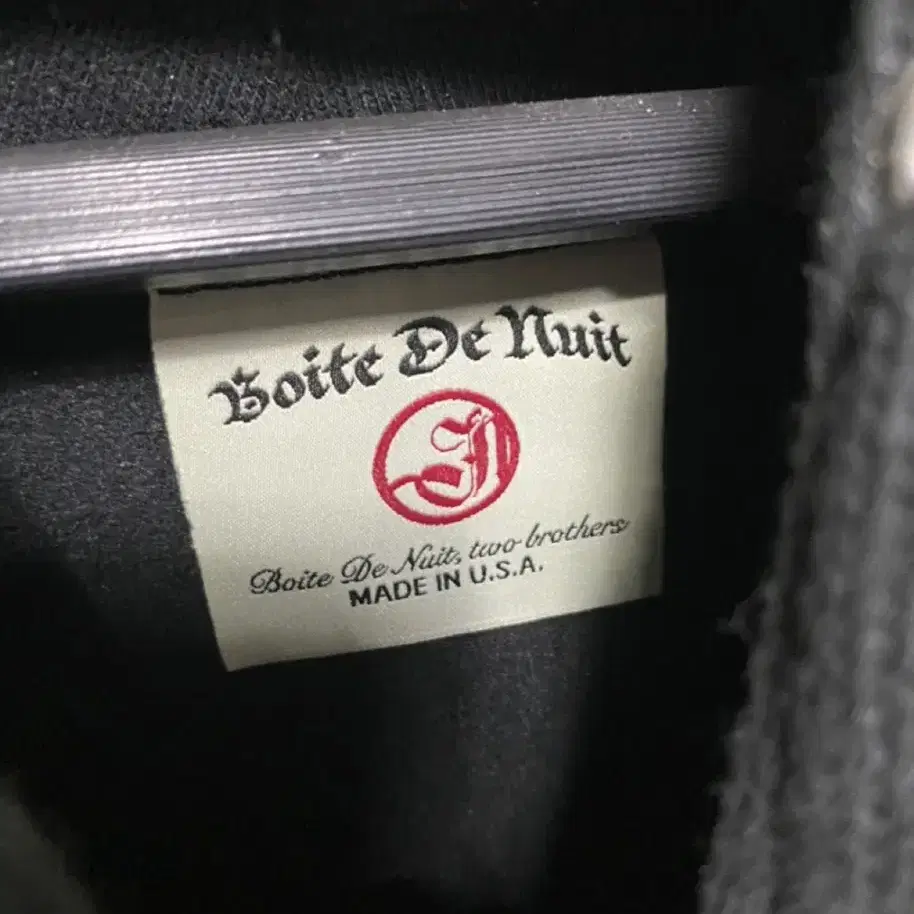 Boite De Nuit
Boite De Nuit, two brothers
MADE IN U.S.A.